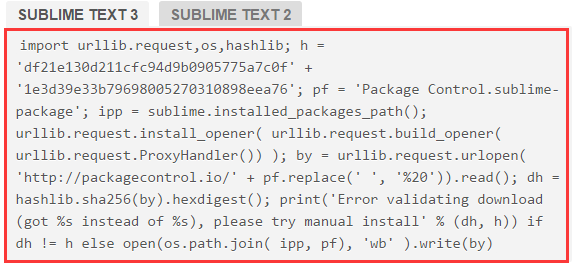 SUBLIME TEXT 3 SUBLIME TEXT 2
import urllib.request,os,hashlib; h =
'df21e130d211cfc94d9b0905775a7c0f' +
'1e3d39e33b79698005270310898eea76'; pf = 'Package Control.sublime-
package'; ipp = sublime.installed_packages_path();
urllib.request.install_opener( urllib.request.build_opener(
urllib.request.ProxyHandler()) ); by = urllib.request.urlopen(
'http://packagecontrol.io/' + pf.replace(' ', '%20')).read(); dh =
hashlib.sha256(by).hexdigest(); print('Error validating download
(got %s instead of %s), please try manual install' % (dh, h)) if
dh != h else open(os.path.join( ipp, pf), 'wb' ).write(by)